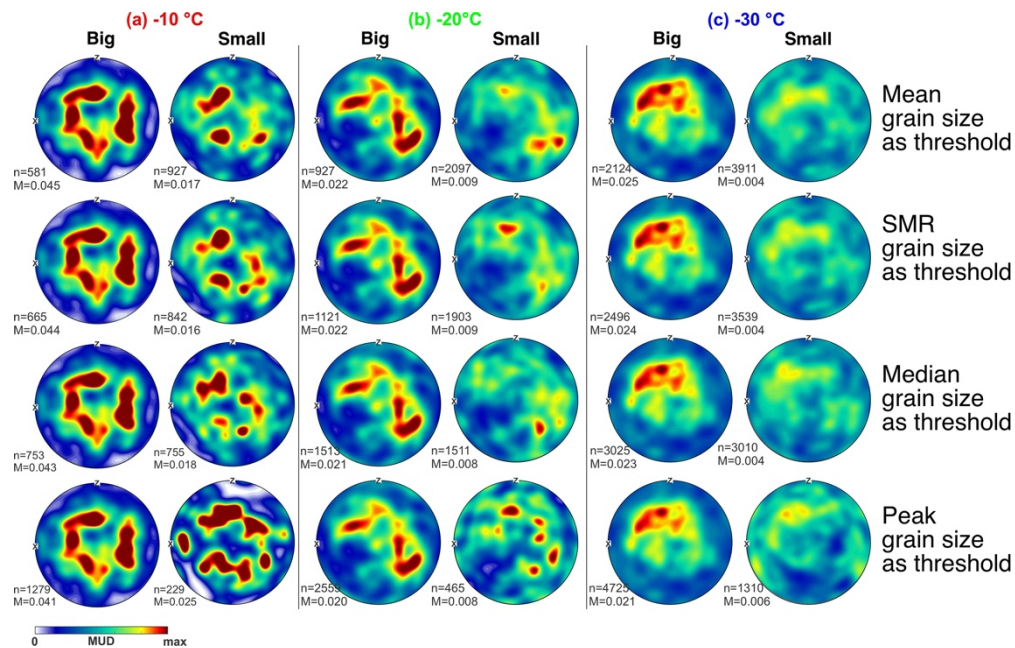 (a) -10 °C (b) -20°C (c) -30 °C
Big Small Big Small Big Small
Z Z Z Z Z Z
X X X X X X
Mean
grain size
as threshold
n=581 n=927 n=927 n=2097 n=2124 n=3911
M=0.045 M=0.017 M=0.022 M=0.009 M=0.025 M=0.004
Z Z Z Z Z Z
X X X X X X
SMR
grain size
as threshold
n=665 n=842 n=1121 n=1903 n=2496 n=3539
M=0.044 M=0.016 M=0.022 M=0.009 M=0.024 M=0.004
Z Z Z Z Z Z
X X X X X X
Median
grain size
as threshold
n=753 n=755 n=1513 n=1511 n=3025 n=3010
M=0.043 M=0.018 M=0.021 M=0.008 M=0.023 M=0.004
Z Z Z Z Z Z
X X X X X X
Peak
grain size
as threshold
n=1279 n=229 n=2559 n=465 n=4725 n=1310
M=0.041 M=0.025 M=0.020 M=0.008 M=0.021 M=0.006
0 MUD max